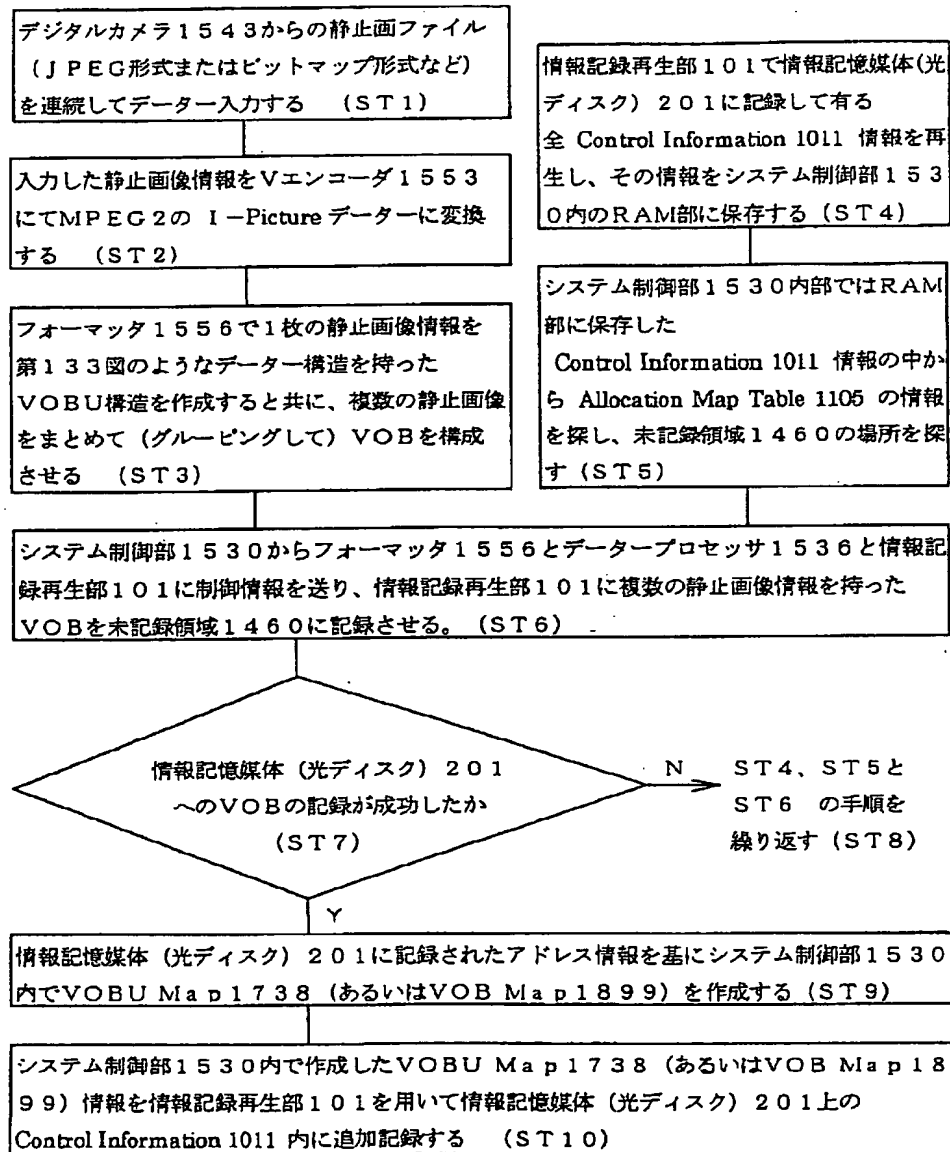 デジタルカメラ1543からの静止画ファイル
(JPEG形式またはビットマップ形式など)
を連続してデーター入力する (ST1)
入力した静止画像情報をVエンコーダ1553
にてMPEG2の I-Picture データーに変換
する (ST2)
フォーマッタ1556で1枚の静止画像情報を
第133図のようなデーター構造を持った
VOBU構造を作成すると共に、複数の静止画像
をまとめて(グルーピングして)VOBを構成
させる (ST3)
情報記録再生部101で情報記憶媒体(光
ディスク)201に記録して有る
全 Control Information 1011 情報を再
生し、その情報をシステム制御部153
0内のRAM部に保存する(ST4)
システム制御部1530内部ではRAM
部に保存した
Control Information 1011 情報の中か
ら Allocation Map Table 1105 の情報
を探し、未記録領域1460の場所を探
す(ST5)
システム制御部1530からフォーマッタ1556とデータープロセッサ1536と情報記
録再生部101に制御情報を送り、情報記録再生部101に複数の静止画像情報を持った
VOBを未記録領域1460に記録させる。(ST6)
情報記憶媒体(光ディスク)201
へのVOBの記録が成功したか
(ST7)
N
ST4、ST5と
ST6 の手順を
繰り返す(ST8)
Y
情報記憶媒体(光ディスク)201に記録されたアドレス情報を基にシステム制御部1530
内でVOBU Map1738(あるいはVOB Map1899)を作成する(ST9)
システム制御部1530内で作成したVOBU Map1738(あるいはVOB Map18
99)情報を情報記録再生部101を用いて情報記憶媒体(光ディスク)201上の
Control Information 1011 内に追加記録する (ST10)